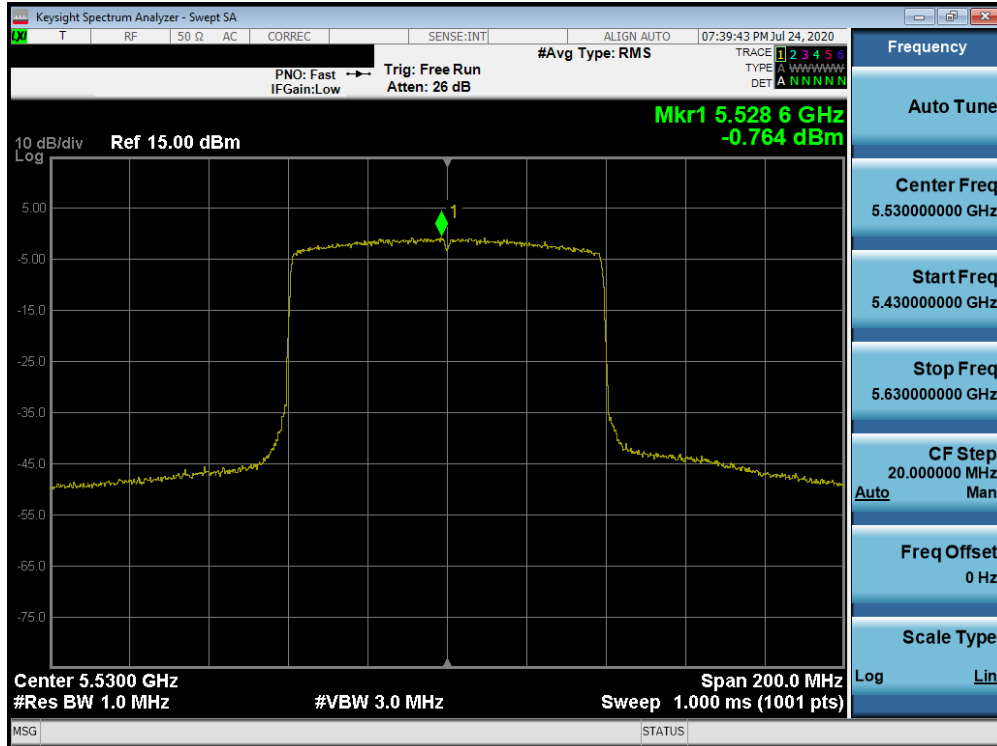 Keysight Spectrum Analyzer - Swept SA
LXI T RF 50 Ω AC CORREC SENSE:INT ALIGN AUTO 07:39:43 PM Jul 24, 2020
PNO: Fast
IFGain:Low
Trig: Free Run
Atten: 26 dB
#Avg Type: RMS
TRACE 1 2 3 4 5 6
TYPE A WWWWW
DET A N N N N N
Mkr1 5.528 6 GHz
-0.764 dBm
10 dB/div Ref 15.00 dBm
Log
1
5.00
-5.00
-15.0
-25.0
-35.0
-45.0
-55.0
-65.0
-75.0
Center 5.5300 GHz Span 200.0 MHz
#Res BW 1.0 MHz #VBW 3.0 MHz Sweep 1.000 ms (1001 pts)
MSG STATUS
Frequency
Auto Tune
Center Freq
5.530000000 GHz
Start Freq
5.430000000 GHz
Stop Freq
5.630000000 GHz
CF Step
20.000000 MHz
Auto Man
Freq Offset
0 Hz
Scale Type
Log Lin